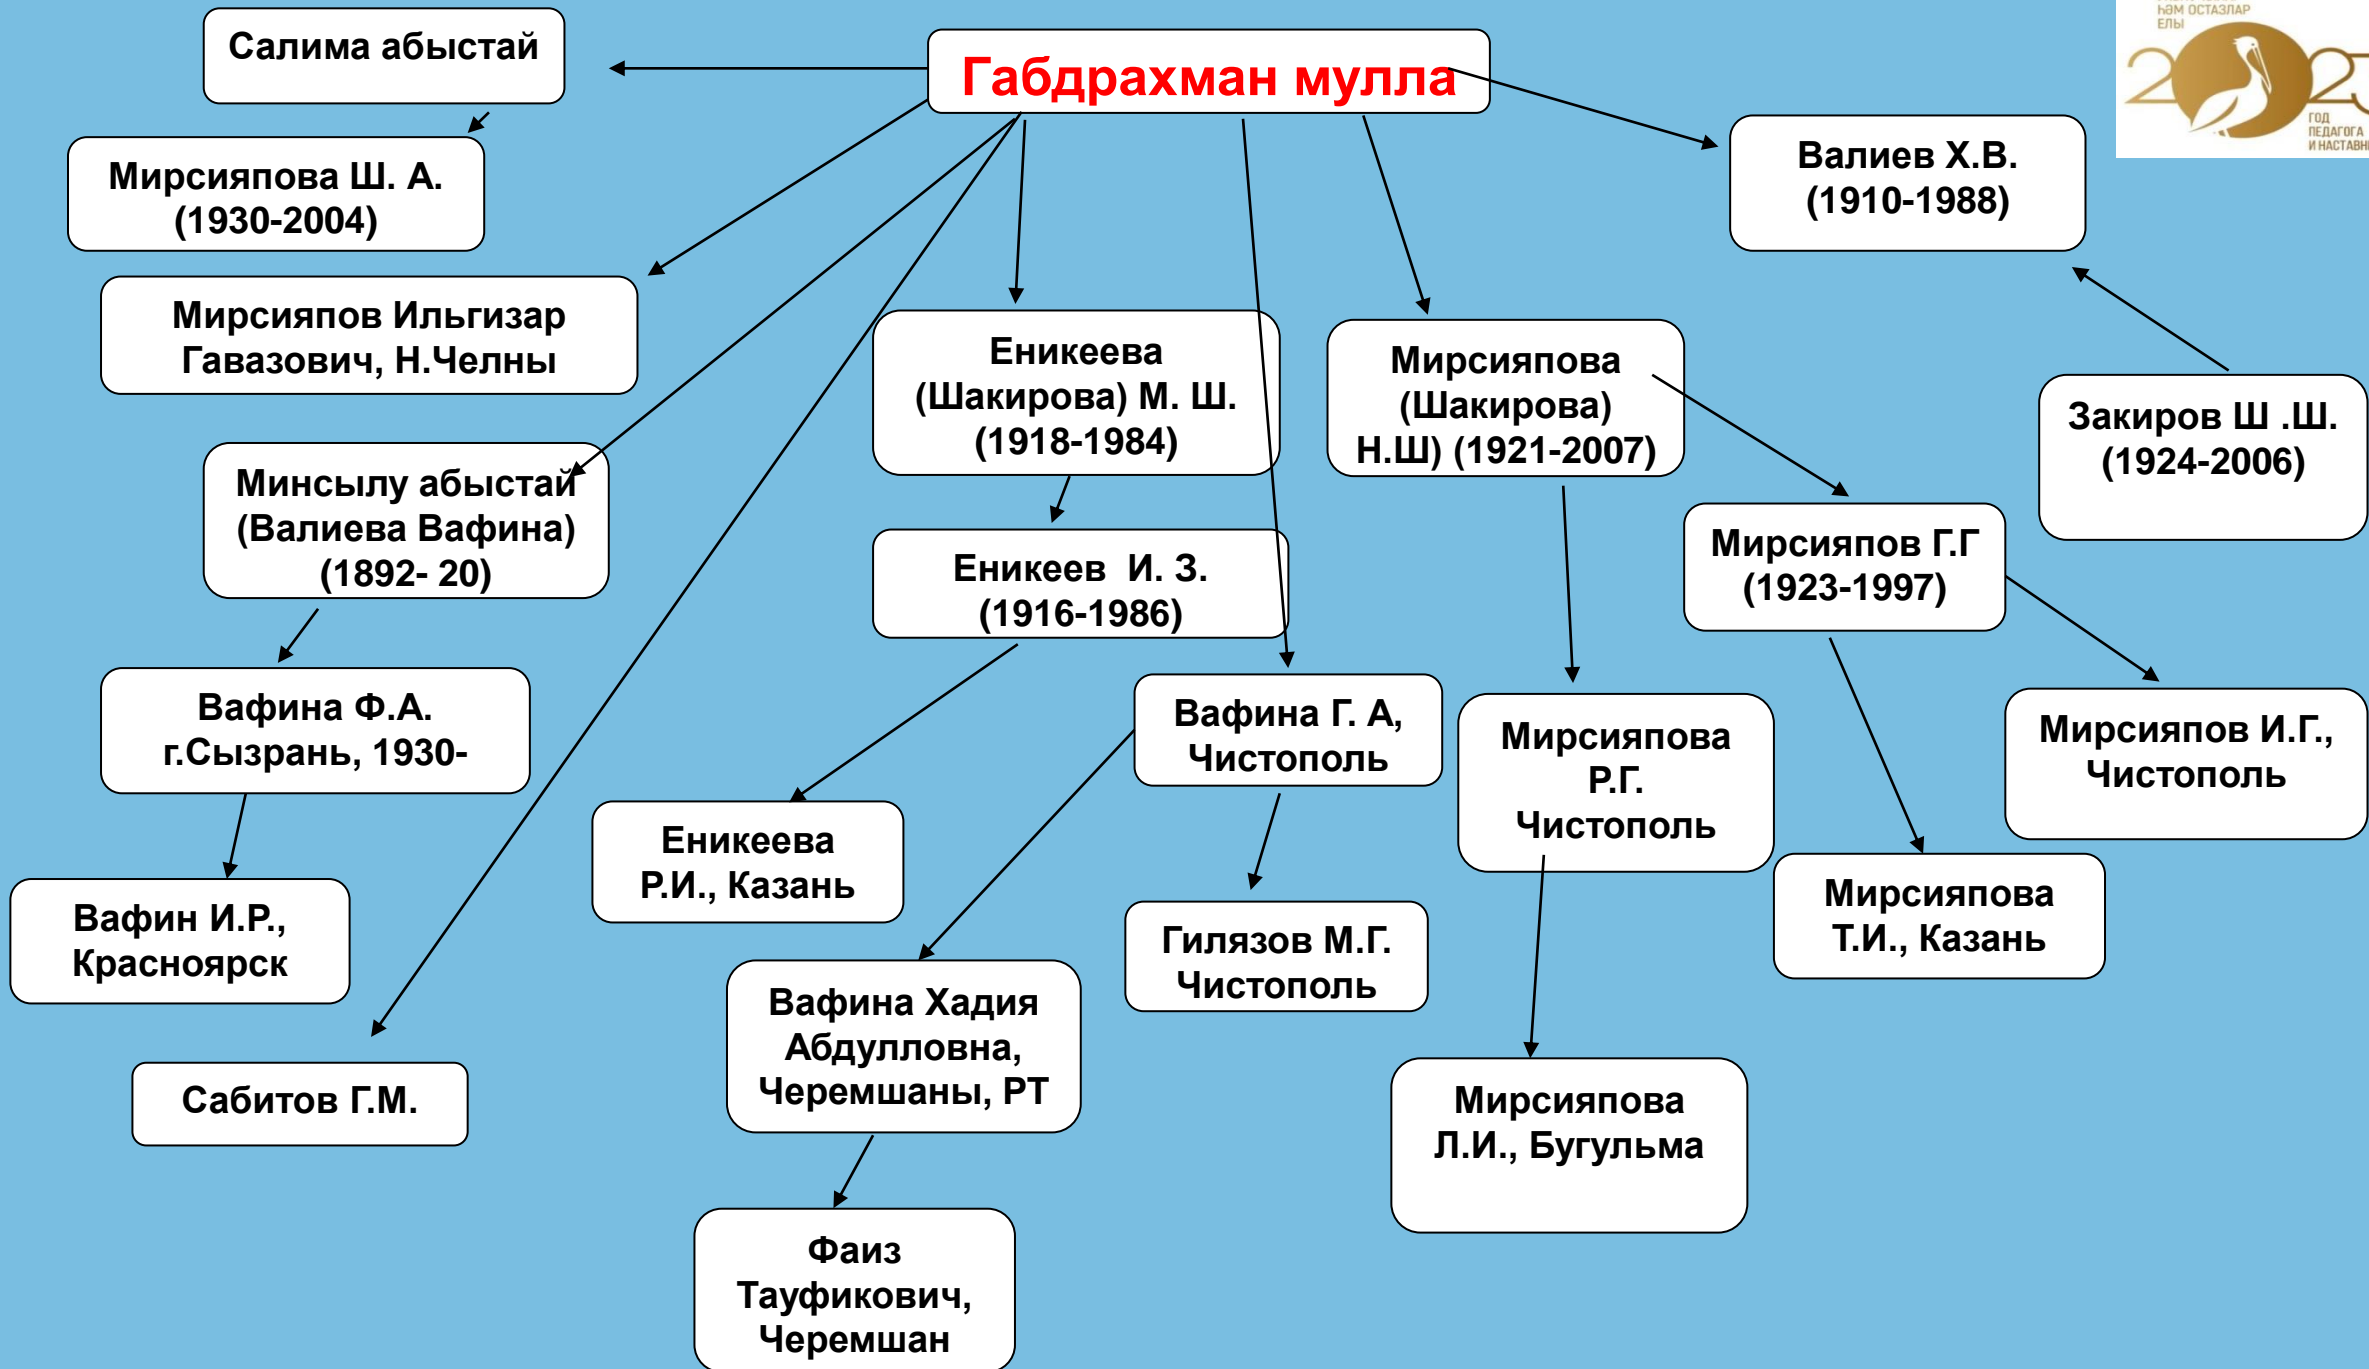 Салима абыстай
Габдрахман мулла
ҺӘМ ОСТАЗЛАР
ЕЛЫ
ГОД
ПЕДАГОГА
Мирсияпова Ш. А.
(1930-2004)
Валиев Х.В.
(1910-1988)
Мирсияпов Ильгизар
Гавазович, Н.Челны
Еникеева
(Шакирова) М. Ш.
(1918-1984)
Мирсияпова
(Шакирова)
Н.Ш) (1921-2007)
Закиров Ш .Ш.
(1924-2006)
Минсылу абыстай
(Валиева Вафина)
(1892- 20)
Еникеев И. З.
(1916-1986)
Мирсияпов Г.Г
(1923-1997)
Вафина Ф.А.
г.Сызрань, 1930-
Вафина Г. А,
Чистополь
Мирсияпова
Р.Г.
Чистополь
Мирсияпов И.Г.,
Чистополь
Еникеева
Р.И., Казань
Вафин И.Р.,
Красноярск
Гилязов М.Г.
Чистополь
Мирсияпова
Т.И., Казань
Вафина Хадия
Абдулловна,
Черемшаны, РТ
Сабитов Г.М.
Мирсияпова
Л.И., Бугульма
Фаиз
Тауфикович,
Черемшан